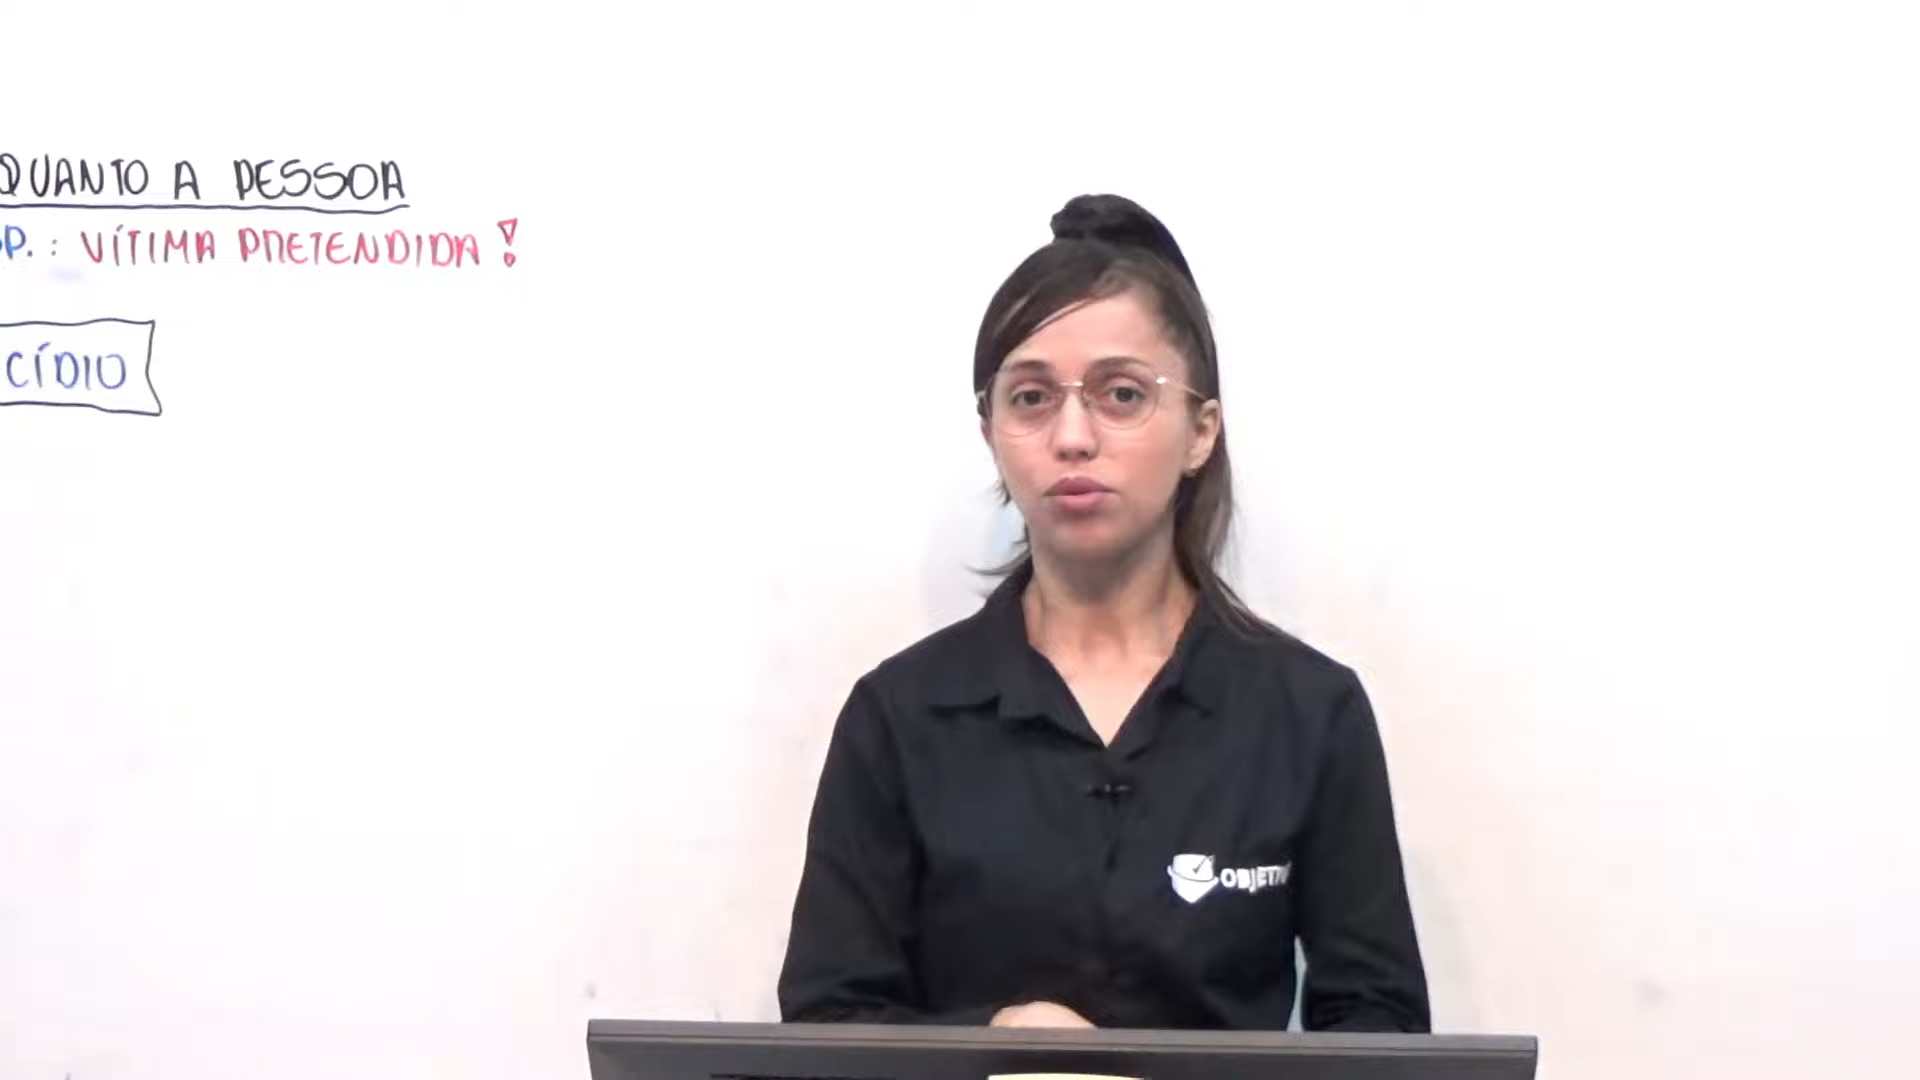 QUANTO A PESSOA
P. : VÍTIMA PRETENDIDA !
CÍDIO
OBJETIV